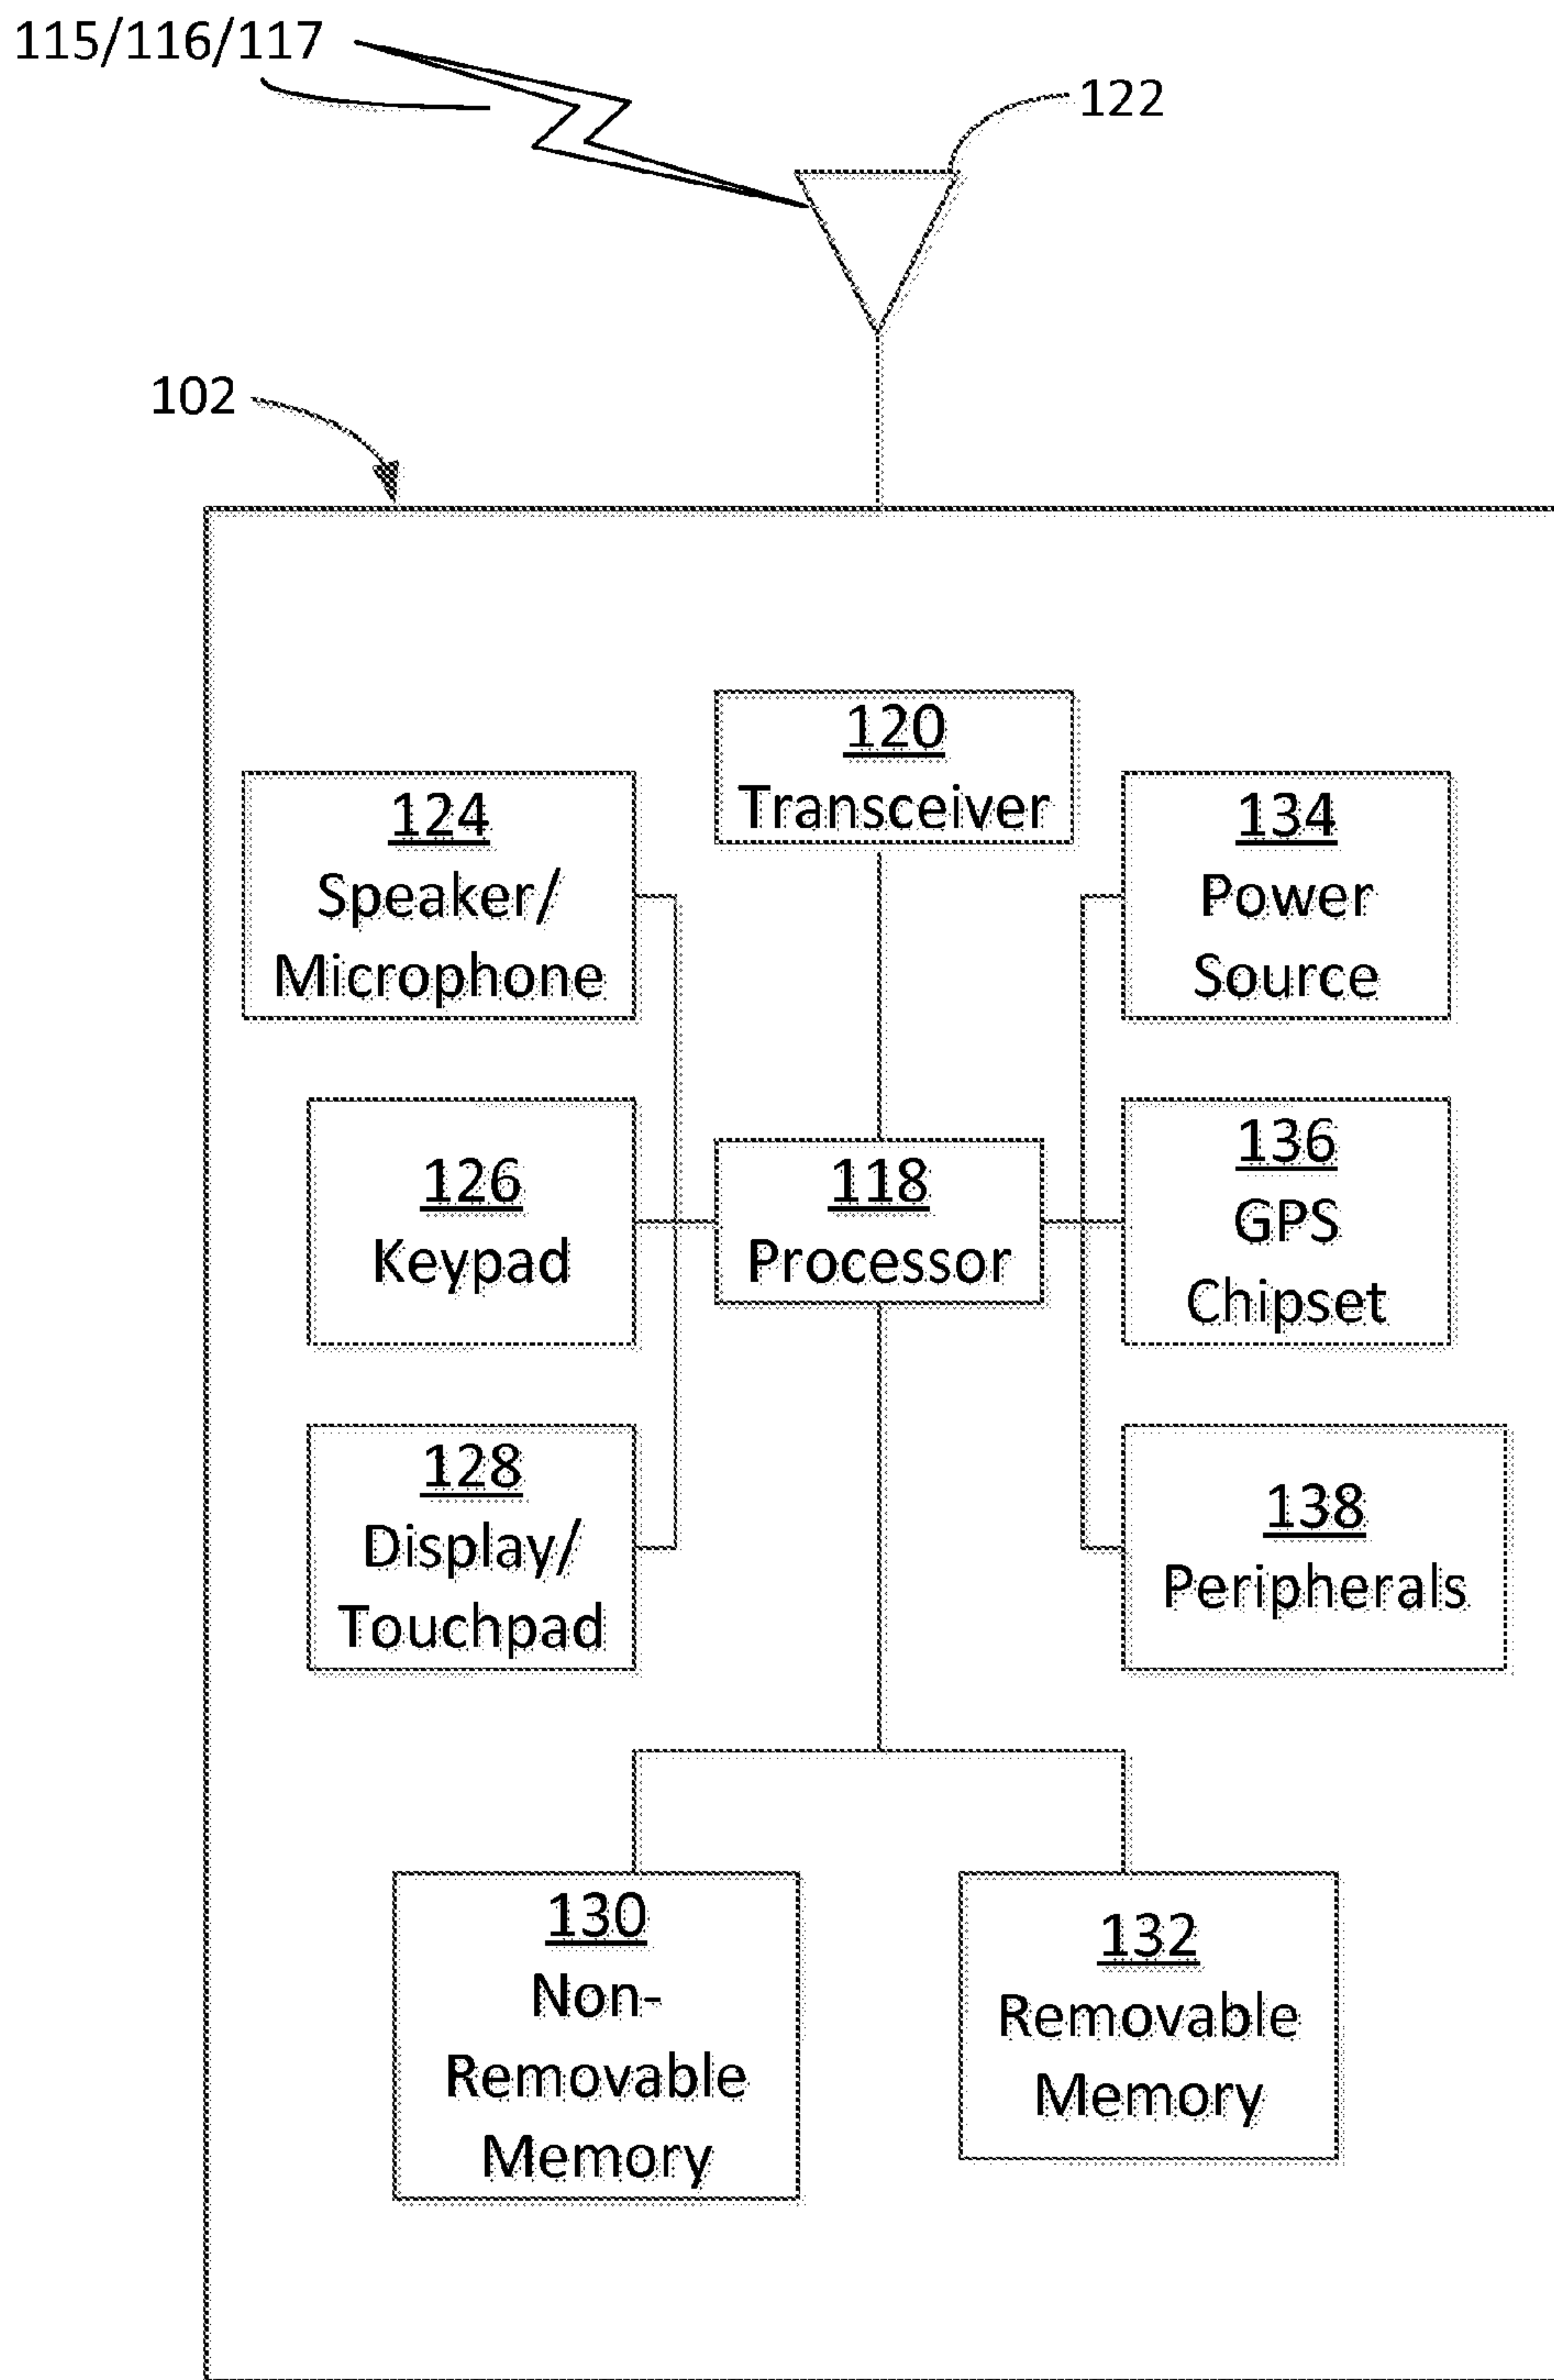 115/116/117
122
102
120
Transceiver
124
Speaker/
Microphone
134
Power
Source
126
Keypad
118
Processor
136
GPS
Chipset
128
Display/
Touchpad
138
Peripherals
130
Non-
Removable
Memory
132
Removable
Memory